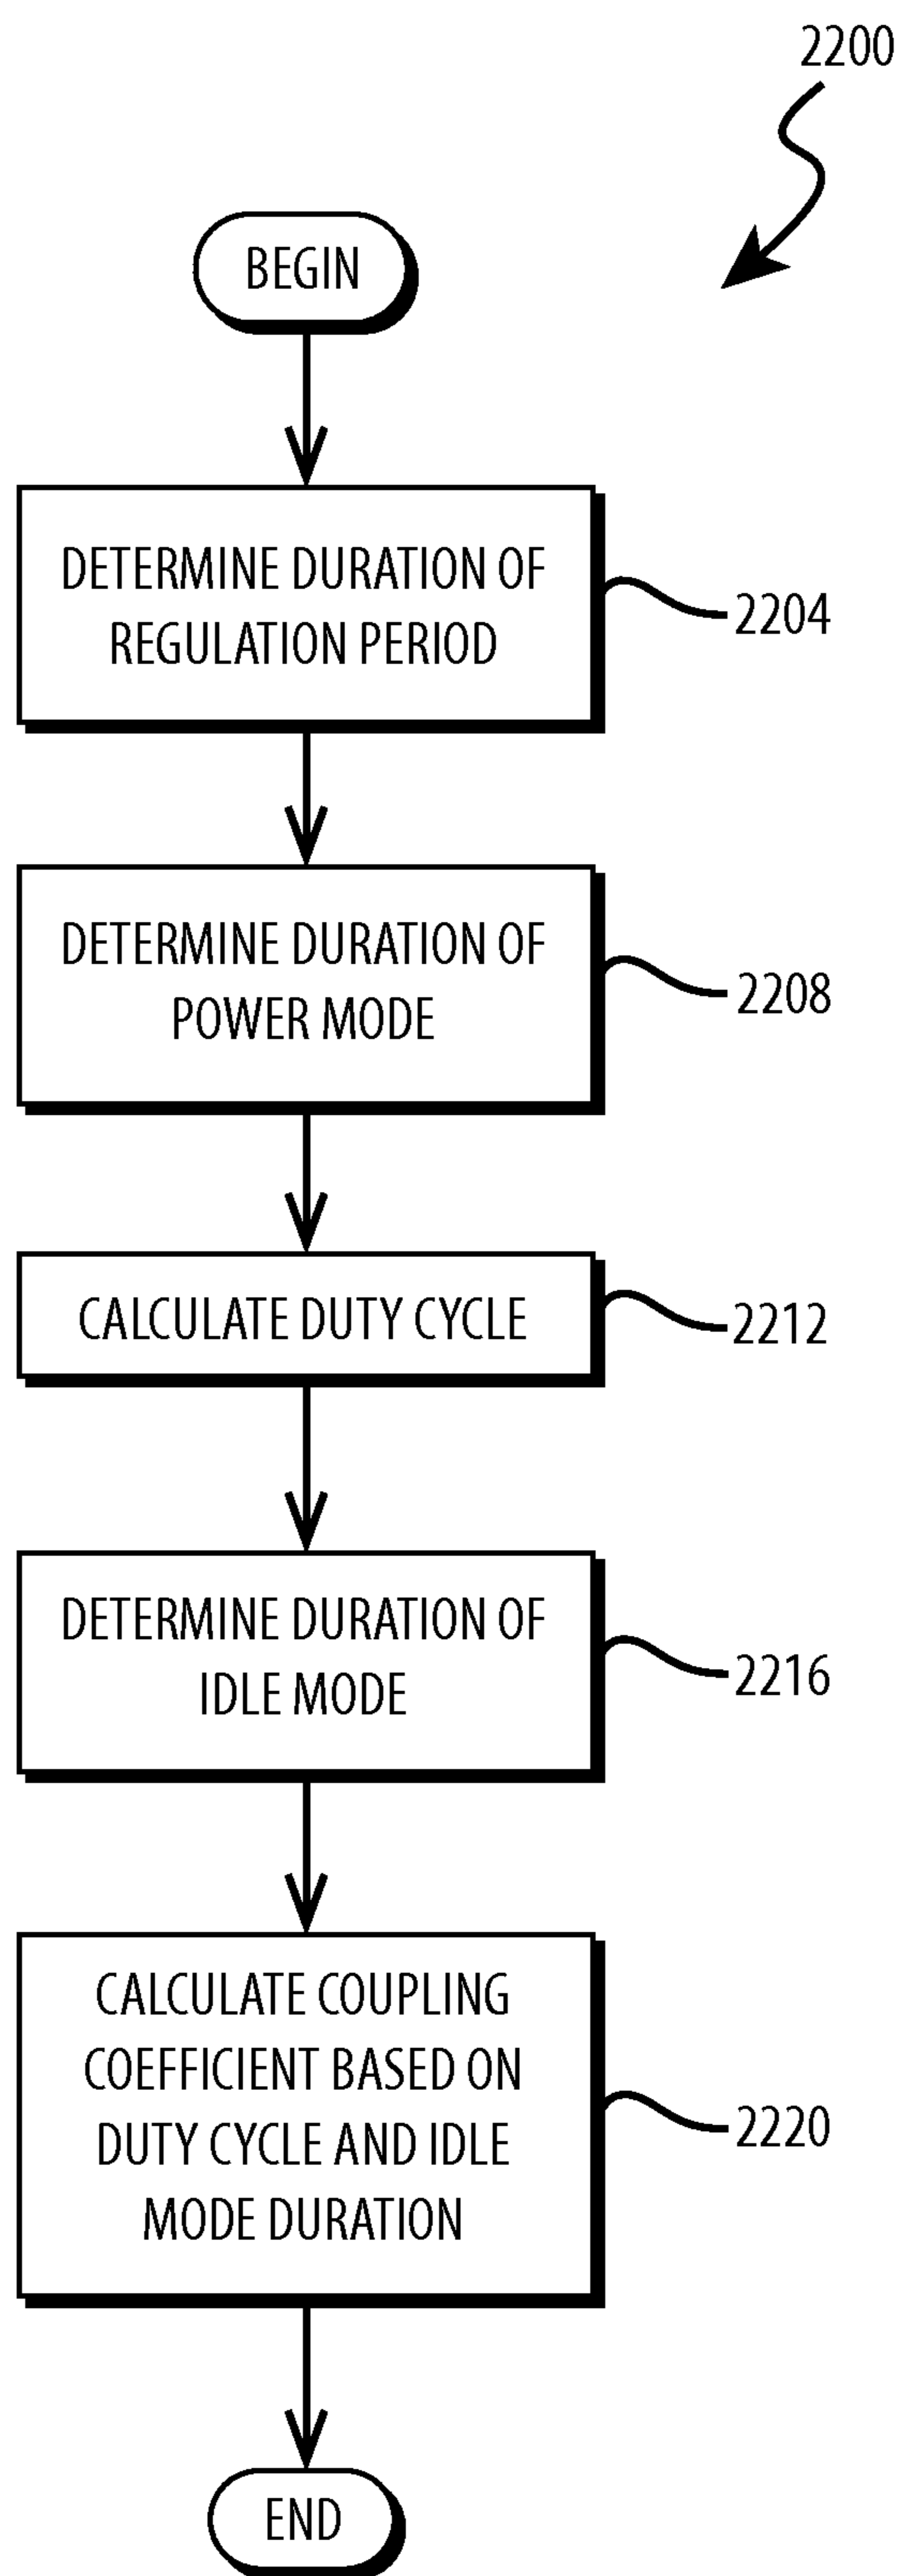 2200
BEGIN
DETERMINE DURATION OF
REGULATION PERIOD
2204
DETERMINE DURATION OF
POWER MODE
2208
CALCULATE DUTY CYCLE
2212
DETERMINE DURATION OF
IDLE MODE
2216
CALCULATE COUPLING
COEFFICIENT BASED ON
DUTY CYCLE AND IDLE
MODE DURATION
2220
END